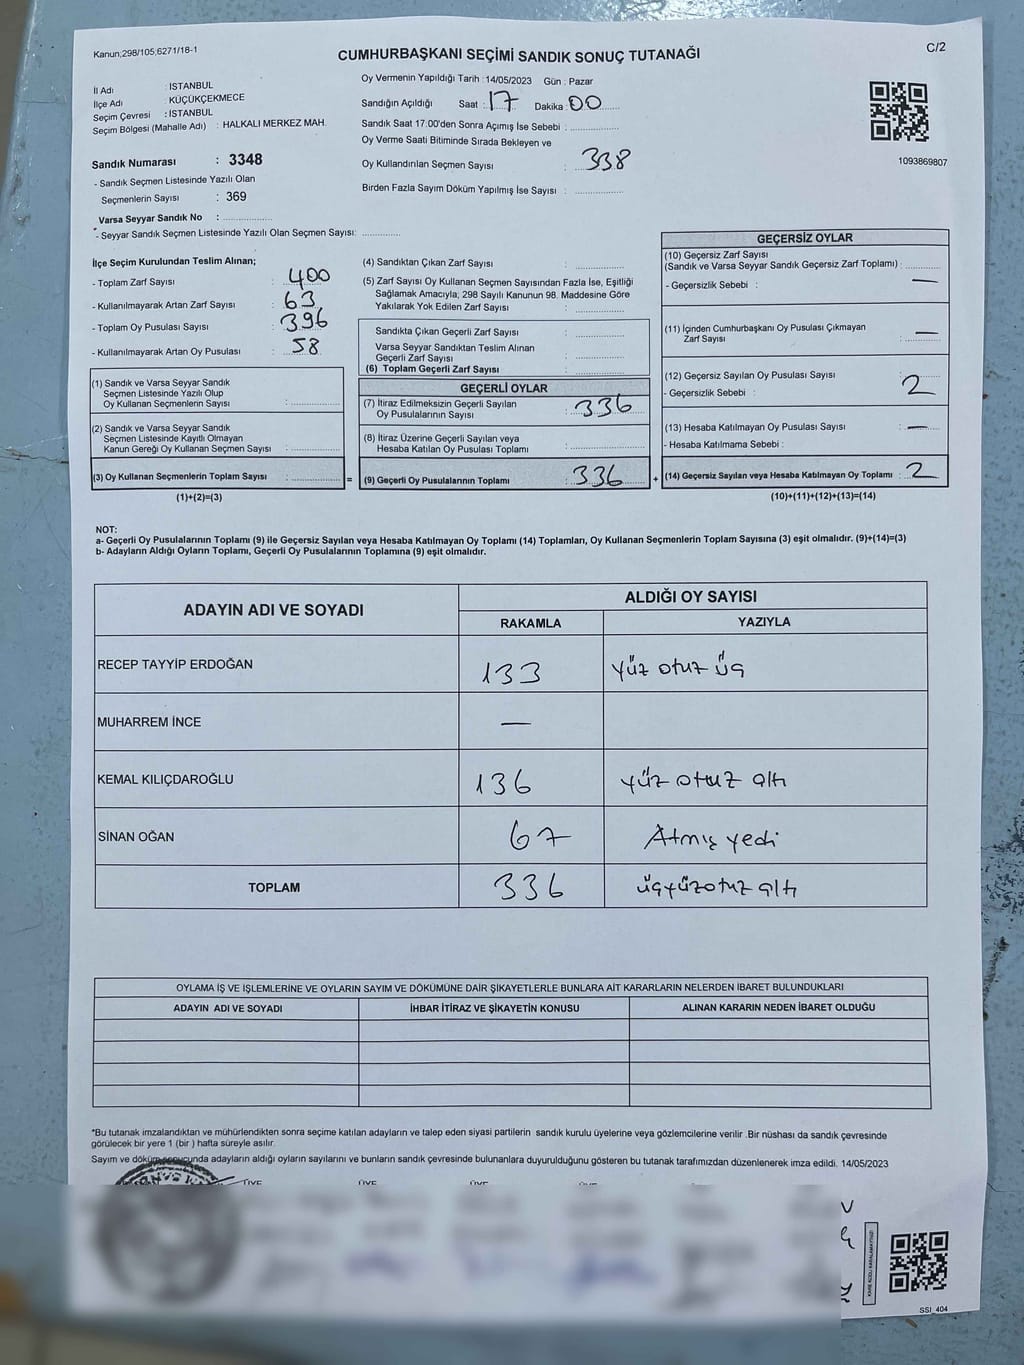 Kanun;298/105;6271/18-1
CUMHURBAŞKANI SEÇİMİ SANDIK SONUÇ TUTANAĞI
C/2
İl Adı : ISTANBUL
İlçe Adı : KÜÇÜKÇEKMECE
Seçim Çevresi : İSTANBUL
Seçim Bölgesi (Mahalle Adı) : HALKALI MERKEZ MAH.
Sandık Numarası : 3348
- Sandık Seçmen Listesinde Yazılı Olan
Seçmenlerin Sayısı : 369
Varsa Seyyar Sandık No :
- Seyyar Sandık Seçmen Listesinde Yazılı Olan Seçmen Sayısı:
Oy Vermenin Yapıldığı Tarih :14/05/2023 Gün : Pazar
Sandığın Açıldığı Saat : 17 Dakika: 00
Sandık Saat 17:00'den Sonra Açımış İse Sebebi :
Oy Verme Saati Bitiminde Sırada Bekleyen ve
Oy Kullandırılan Seçmen Sayısı : 338
Birden Fazla Sayım Döküm Yapılmış İse Sayısı :
1093869807
İlçe Seçim Kurulundan Teslim Alınan;
- Toplam Zarf Sayısı : 400
- Kullanılmayarak Artan Zarf Sayısı : 63
- Toplam Oy Pusulası Sayısı : 396
- Kullanılmayarak Artan Oy Pusulası : 58
(1) Sandık ve Varsa Seyyar Sandık
Seçmen Listesinde Yazılı Olup
Oy Kullanan Seçmenlerin Sayısı :
(2) Sandık ve Varsa Seyyar Sandık
Seçmen Listesinde Kayıtlı Olmayan
Kanun Gereği Oy Kullanan Seçmen Sayısı :
(3) Oy Kullanan Seçmenlerin Toplam Sayısı : =
(1)+(2)=(3)
(4) Sandıktan Çıkan Zarf Sayısı :
(5) Zarf Sayısı Oy Kullanan Seçmen Sayısından Fazla İse, Eşitliği
Sağlamak Amacıyla; 298 Sayılı Kanunun 98. Maddesine Göre
Yakılarak Yok Edilen Zarf Sayısı :
Sandıkta Çıkan Geçerli Zarf Sayısı :
Varsa Seyyar Sandıktan Teslim Alınan
Geçerli Zarf Sayısı :
(6) Toplam Geçerli Zarf Sayısı :
GEÇERLİ OYLAR
(7) İtiraz Edilmeksizin Geçerli Sayılan
Oy Pusulalarının Sayısı : 336
(8) İtiraz Üzerine Geçerli Sayılan veya
Hesaba Katılan Oy Pusulası Toplamı :
(9) Geçerli Oy Pusulalarının Toplamı : 336 +
GEÇERSİZ OYLAR
(10) Geçersiz Zarf Sayısı
(Sandık ve Varsa Seyyar Sandık Geçersiz Zarf Toplamı) :
- Geçersizlik Sebebi : —
(11) İçinden Cumhurbaşkanı Oy Pusulası Çıkmayan
Zarf Sayısı : —
(12) Geçersiz Sayılan Oy Pusulası Sayısı :
- Geçersizlik Sebebi : 2
(13) Hesaba Katılmayan Oy Pusulası Sayısı : —
- Hesaba Katılmama Sebebi :
(14) Geçersiz Sayılan veya Hesaba Katılmayan Oy Toplamı : 2
(10)+(11)+(12)+(13)=(14)
NOT:
a- Geçerli Oy Pusulalarının Toplamı (9) ile Geçersiz Sayılan veya Hesaba Katılmayan Oy Toplamı (14) Toplamları, Oy Kullanan Seçmenlerin Toplam Sayısına (3) eşit olmalıdır. (9)+(14)=(3)
b- Adayların Aldığı Oyların Toplamı, Geçerli Oy Pusulalarının Toplamına (9) eşit olmalıdır.
ADAYIN ADI VE SOYADI
ALDIĞI OY SAYISI
RAKAMLA YAZIYLA
RECEP TAYYİP ERDOĞAN 133 yüz otuz üç
MUHARREM İNCE —
KEMAL KILIÇDAROĞLU 136 yüz otuz altı
SİNAN OĞAN 67 Atmış yedi
TOPLAM 336 üçyüzotuz altı
OYLAMA İŞ VE İŞLEMLERİNE VE OYLARIN SAYIM VE DÖKÜMÜNE DAİR ŞİKAYETLERLE BUNLARA AİT KARARLARIN NELERDEN İBARET BULUNDUKLARI
ADAYIN ADI VE SOYADI İHBAR İTİRAZ VE ŞİKAYETİN KONUSU ALINAN KARARIN NEDEN İBARET OLDUĞU
*Bu tutanak imzalandıktan ve mühürlendikten sonra seçime katılan adayların ve talep eden siyasi partilerin sandık kurulu üyelerine veya gözlemcilerine verilir .Bir nüshası da sandık çevresinde
görülecek bir yere 1 (bir ) hafta süreyle asılır.
Sayım ve döküm sonucunda adayların aldığı oyların sayılarını ve bunların sandık çevresinde bulunanlara duyurulduğunu gösteren bu tutanak tarafımızdan düzenlenerek imza edildi. 14/05/2023
ÜYE ÜYE ÜYE
SSI_404